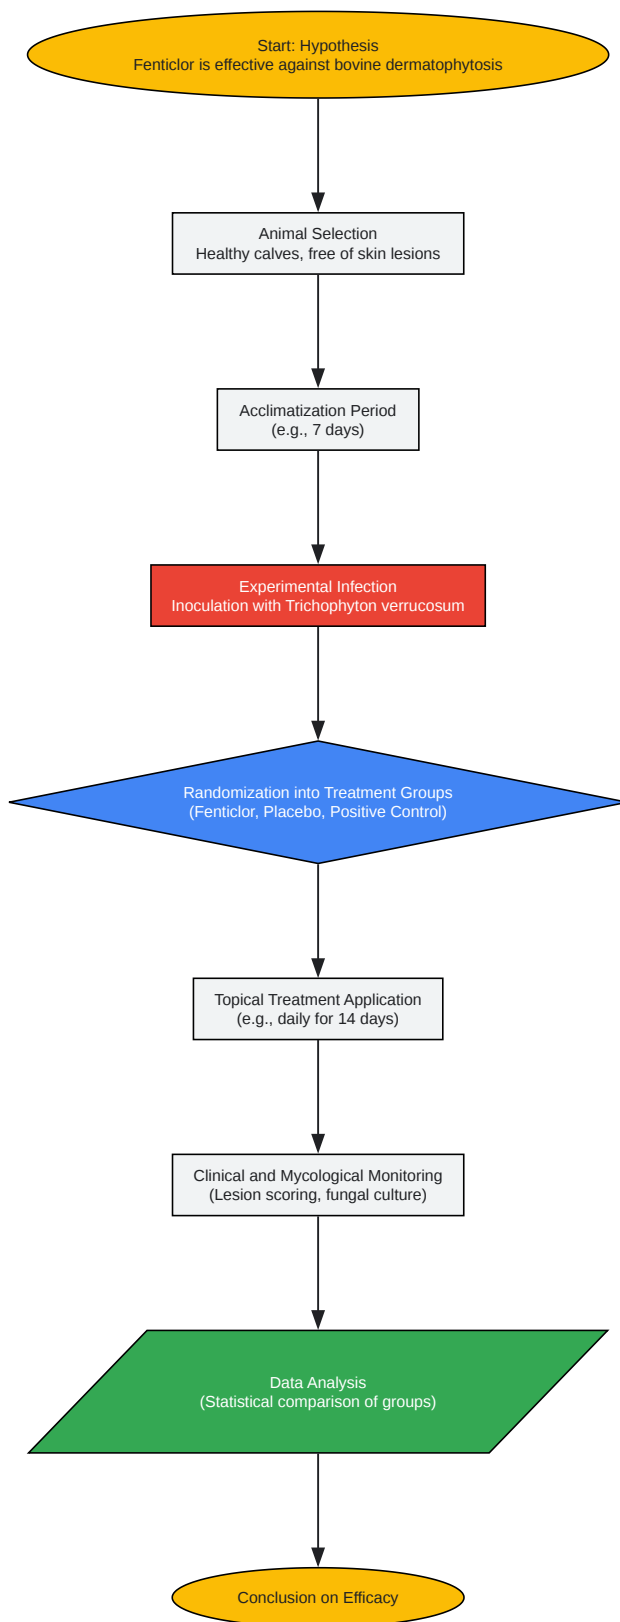 Start: Hypothesis
Fenticlor is effective against bovine dermatophytosis
Animal Selection
Healthy calves, free of skin lesions
Acclimatization Period
(e.g., 7 days)
Experimental Infection
Inoculation with Trichophyton verrucosum
Randomization into Treatment Groups
(Fenticlor, Placebo, Positive Control)
Topical Treatment Application
(e.g., daily for 14 days)
Clinical and Mycological Monitoring
(Lesion scoring, fungal culture)
Data Analysis
(Statistical comparison of groups)
Conclusion on Efficacy